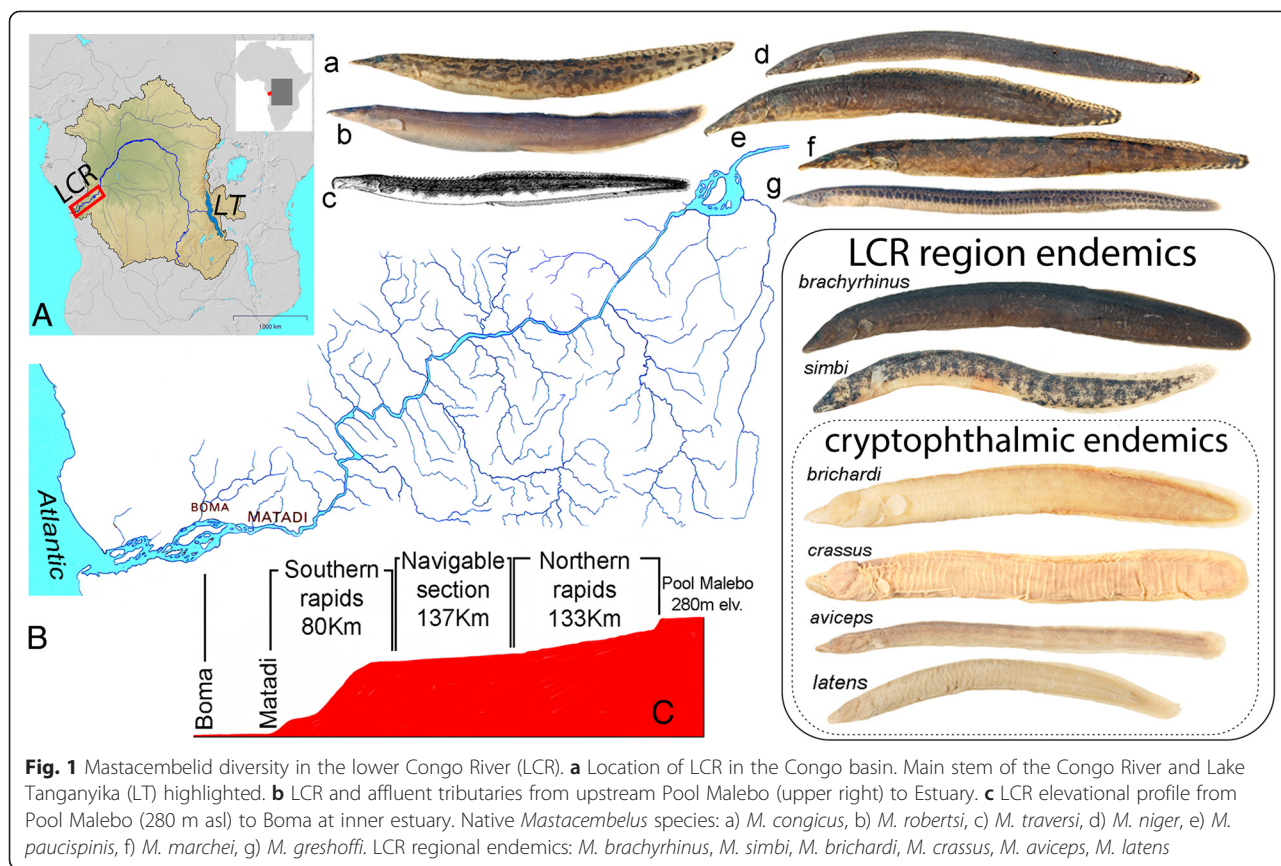 LCR
LT
A
1000 km
a
b
c
d
e
f
g
LCR region endemics
brachyrhinus
simbi
cryptophthalmic endemics
brichardi
crassus
aviceps
latens
Atlantic
BOMA
MATADI
B
Boma
Matadi
Southern
rapids
80Km
Navigable
section
137Km
Northern
rapids
133Km
Pool Malebo
280m elv.
C
Fig. 1 Mastacembelid diversity in the lower Congo River (LCR). a Location of LCR in the Congo basin. Main stem of the Congo River and Lake
Tanganyika (LT) highlighted. b LCR and affluent tributaries from upstream Pool Malebo (upper right) to Estuary. c LCR elevational profile from
Pool Malebo (280 m asl) to Boma at inner estuary. Native Mastacembelus species: a) M. congicus, b) M. robertsi, c) M. traversi, d) M. niger, e) M.
paucispinis, f) M. marchei, g) M. greshoffi. LCR regional endemics: M. brachyrhinus, M. simbi, M. brichardi, M. crassus, M. aviceps, M. latens